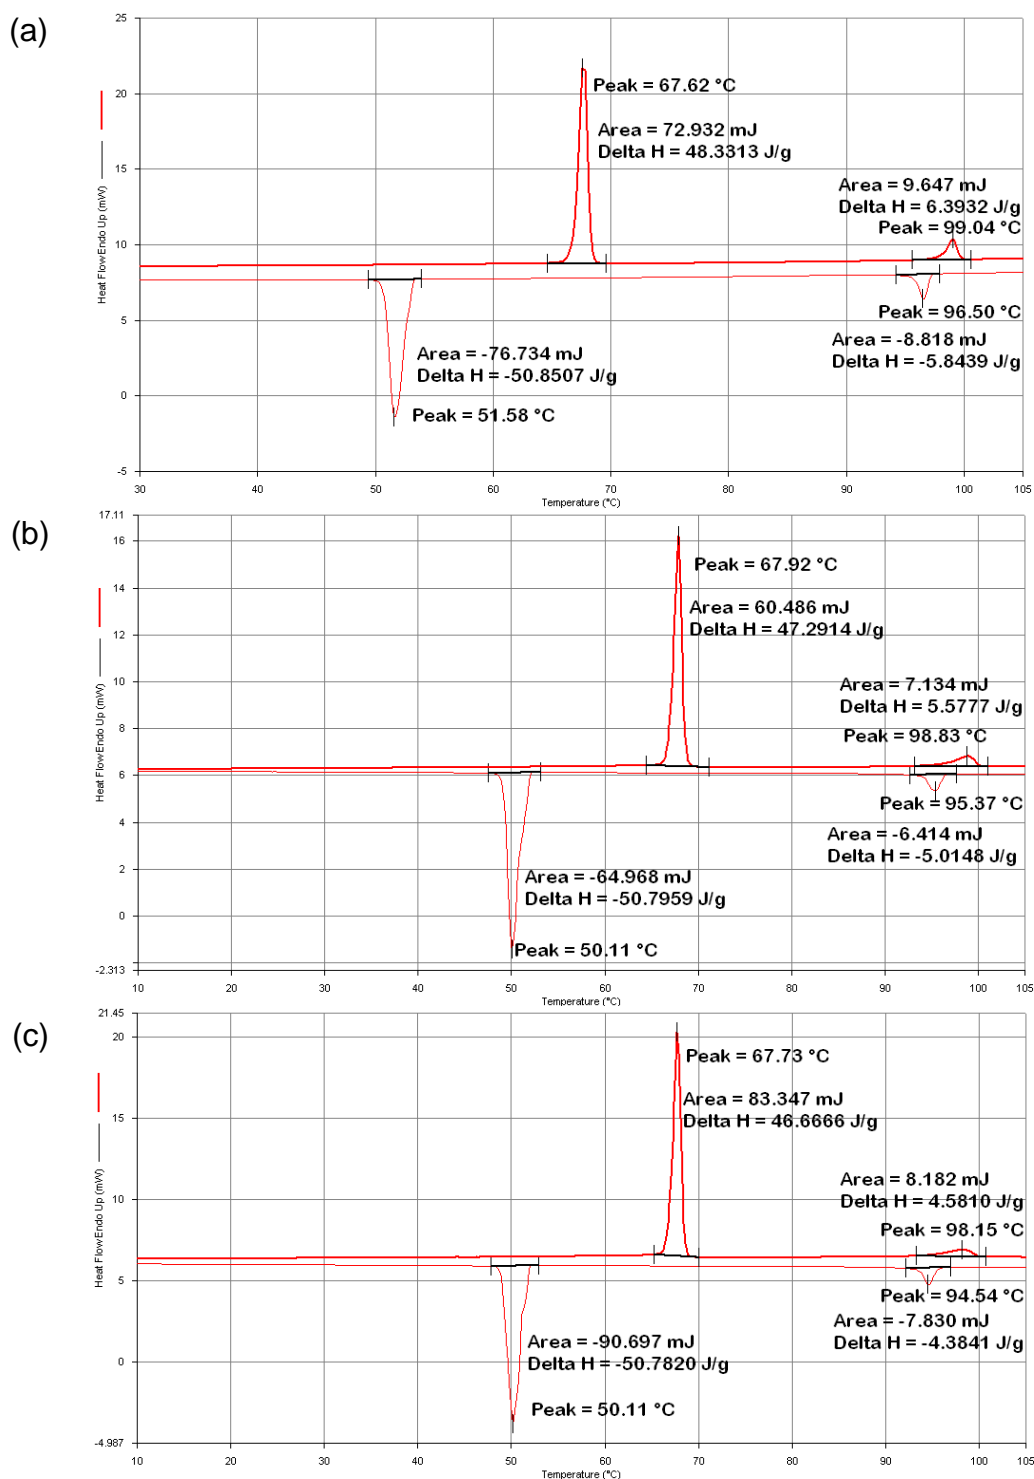 (a)
25
20
15
10
5
0
-5
Heat Flow Endo Up (mW)
Peak = 67.62 °C
Area = 72.932 mJ
Delta H = 48.3313 J/g
Area = 9.647 mJ
Delta H = 6.3932 J/g
Peak = 99.04 °C
Peak = 96.50 °C
Area = -8.818 mJ
Delta H = -5.8439 J/g
Area = -76.734 mJ
Delta H = -50.8507 J/g
Peak = 51.58 °C
30 40 50 60 70 80 90 100 105
Temperature (°C)
(b)
17.11
16
14
12
10
8
6
4
2
0
-2.313
Heat Flow Endo Up (mW)
Peak = 67.92 °C
Area = 60.486 mJ
Delta H = 47.2914 J/g
Area = 7.134 mJ
Delta H = 5.5777 J/g
Peak = 98.83 °C
Peak = 95.37 °C
Area = -6.414 mJ
Delta H = -5.0148 J/g
Area = -64.968 mJ
Delta H = -50.7959 J/g
Peak = 50.11 °C
10 20 30 40 50 60 70 80 90 100 105
Temperature (°C)
(c)
21.45
20
15
10
5
0
-4.987
Heat Flow Endo Up (mW)
Peak = 67.73 °C
Area = 83.347 mJ
Delta H = 46.6666 J/g
Area = 8.182 mJ
Delta H = 4.5810 J/g
Peak = 98.15 °C
Peak = 94.54 °C
Area = -7.830 mJ
Delta H = -4.3841 J/g
Area = -90.697 mJ
Delta H = -50.7820 J/g
Peak = 50.11 °C
10 20 30 40 50 60 70 80 90 100 105
Temperature (°C)